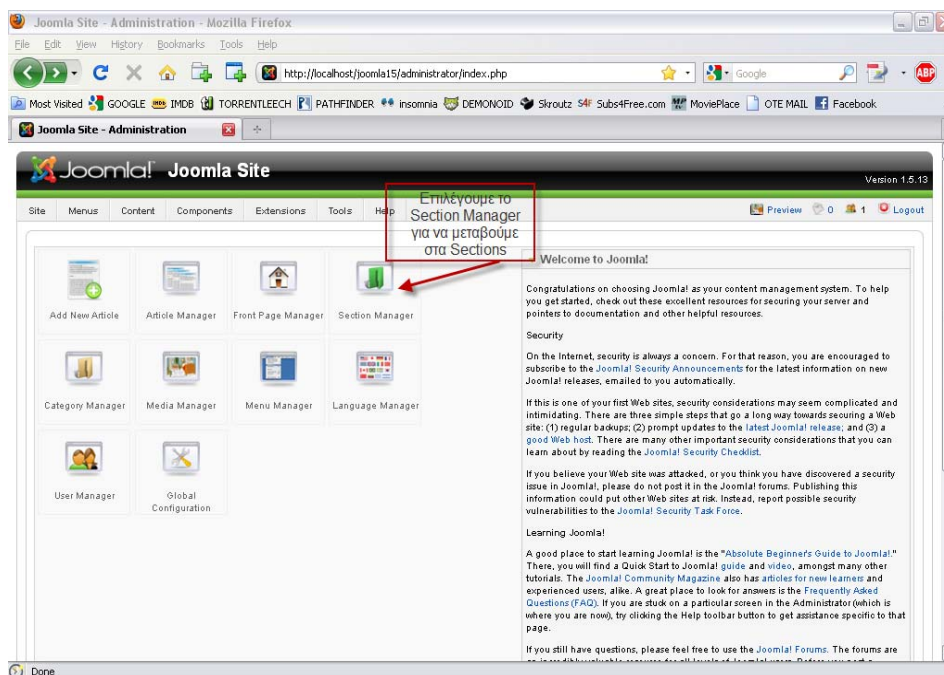 Joomla Site - Administration - Mozilla Firefox
File Edit View History Bookmarks Tools Help
http://localhost/joomla15/administrator/index.php
Google
ABP
Most Visited GOOGLE IMDB TORRENTLEECH PATHFINDER insomnia DEMONOID Skroutz S4F Subs4Free.com MoviePlace OTE MAIL Facebook
Joomla Site - Administration
Joomla! Joomla Site
Version 1.5.13
Site Menus Content Components Extensions Tools Help
Preview 0 1 Logout
Επιλέγουμε το
Section Manager
για να μεταβούμε
στα Sections
Add New Article
Article Manager
Front Page Manager
Section Manager
Category Manager
Media Manager
Menu Manager
Language Manager
User Manager
Global
Configuration
Welcome to Joomla!
Congratulations on choosing Joomla! as your content management system. To help
you get started, check out these excellent resources for securing your server and
pointers to documentation and other helpful resources.
Security
On the Internet, security is always a concern. For that reason, you are encouraged to
subscribe to the Joomla! Security Announcements for the latest information on new
Joomla! releases, emailed to you automatically.
If this is one of your first Web sites, security considerations may seem complicated and
intimidating. There are three simple steps that go a long way towards securing a Web
site: (1) regular backups; (2) prompt updates to the latest Joomla! release; and (3) a
good Web host. There are many other important security considerations that you can
learn about by reading the Joomla! Security Checklist.
If you believe your Web site was attacked, or you think you have discovered a security
issue in Joomla!, please do not post it in the Joomla! forums. Publishing this
information could put other Web sites at risk. Instead, report possible security
vulnerabilities to the Joomla! Security Task Force.
Learning Joomla!
A good place to start learning Joomla! is the "Absolute Beginner's Guide to Joomla!."
There, you will find a Quick Start to Joomla! guide and video, amongst many other
tutorials. The Joomla! Community Magazine also has articles for new learners and
experienced users, alike. A great place to look for answers is the Frequently Asked
Questions (FAQ). If you are stuck on a particular screen in the Administrator (which is
where you are now), try clicking the Help toolbar button to get assistance specific to that
page.
If you still have questions, please feel free to use the Joomla! Forums. The forums are
Done